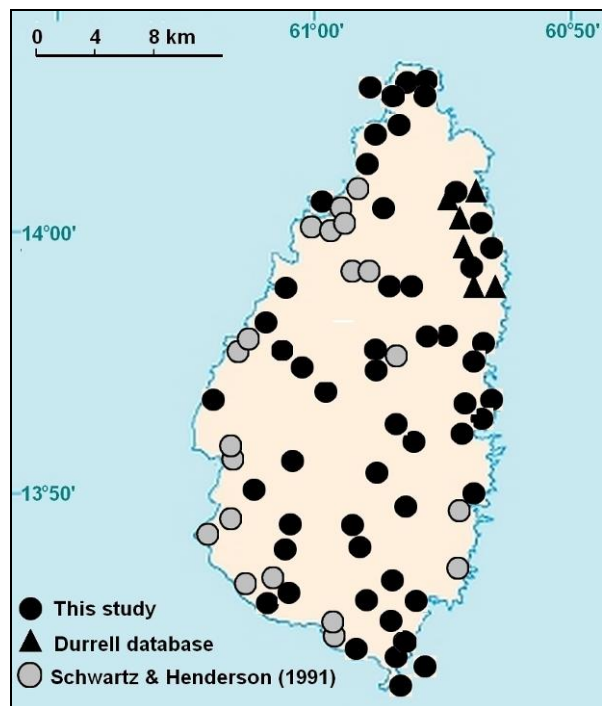 0 4 8 km
61°00' 60°50'
14°00'
13°50'
This study
Durrell database
Schwartz & Henderson (1991)